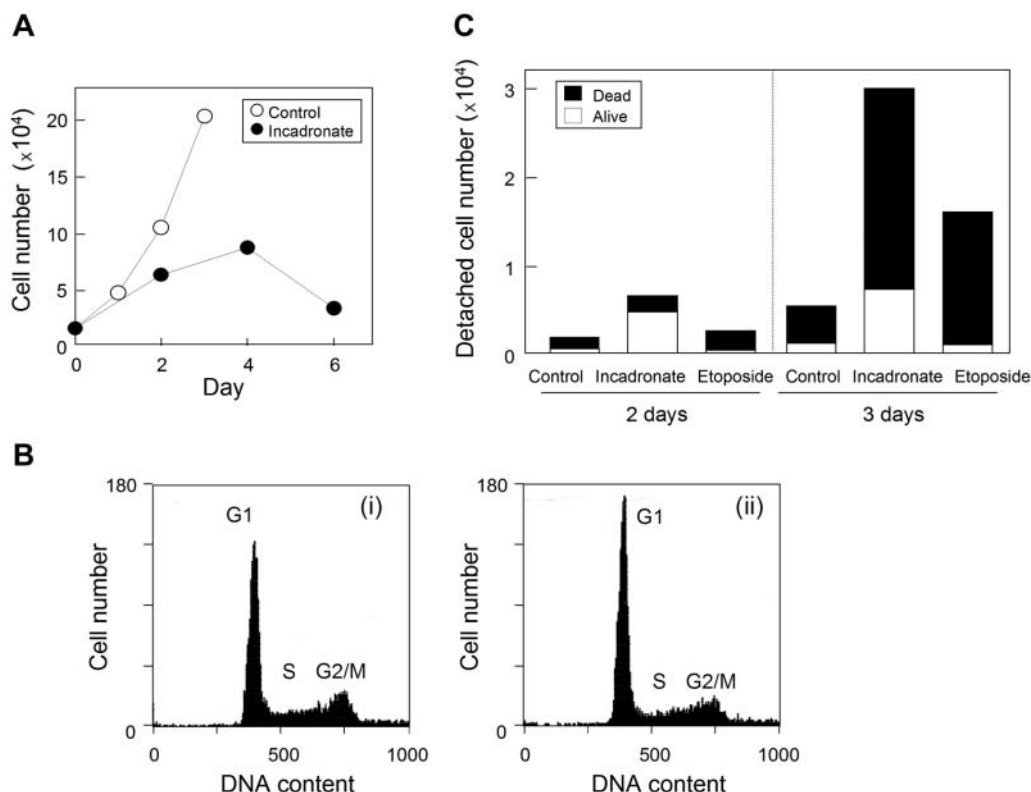 A
Cell number (x10⁴)
20
15
10
5
0
0 2 4 6
Day
Control
Incadronate
C
Detached cell number (x10⁴)
3
2
1
0
Dead
Alive
Control Incadronate Etoposide Control Incadronate Etoposide
2 days 3 days
B
180
Cell number
0
G1
(i)
S G2/M
0 500 1000
DNA content
180
Cell number
0
G1
(ii)
S G2/M
0 500 1000
DNA content